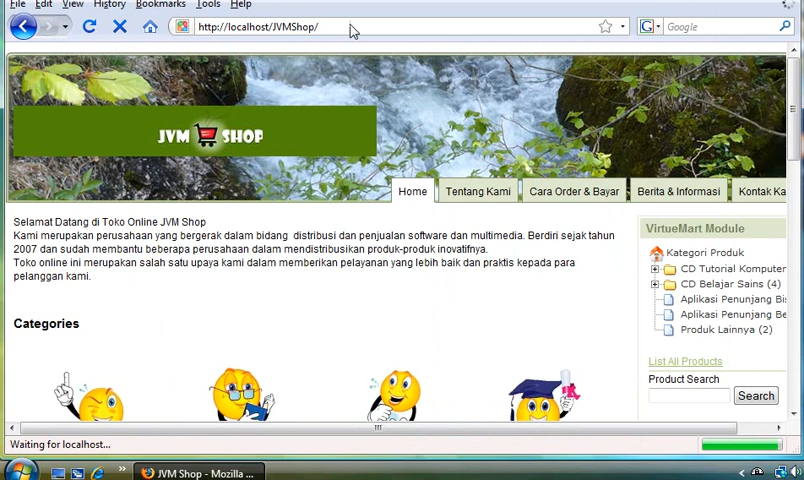 File Edit View History Bookmarks Tools Help
http://localhost/JVMShop/
Google
JVM SHOP
Home Tentang Kami Cara Order & Bayar Berita & Informasi Kontak Ka
Selamat Datang di Toko Online JVM Shop
Kami merupakan perusahaan yang bergerak dalam bidang distribusi dan penjualan software dan multimedia. Berdiri sejak tahun
2007 dan sudah membantu beberapa perusahaan dalam mendistribusikan produk-produk inovatifnya.
Toko online ini merupakan salah satu upaya kami dalam memberikan pelayanan yang lebih baik dan praktis kepada para
pelanggan kami.
Categories
VirtueMart Module
Kategori Produk
CD Tutorial Komputer
CD Belajar Sains (4)
Aplikasi Penunjang Bis
Aplikasi Penunjang Be
Produk Lainnya (2)
List All Products
Product Search
Search
Waiting for localhost...
JVM Shop - Mozilla ...